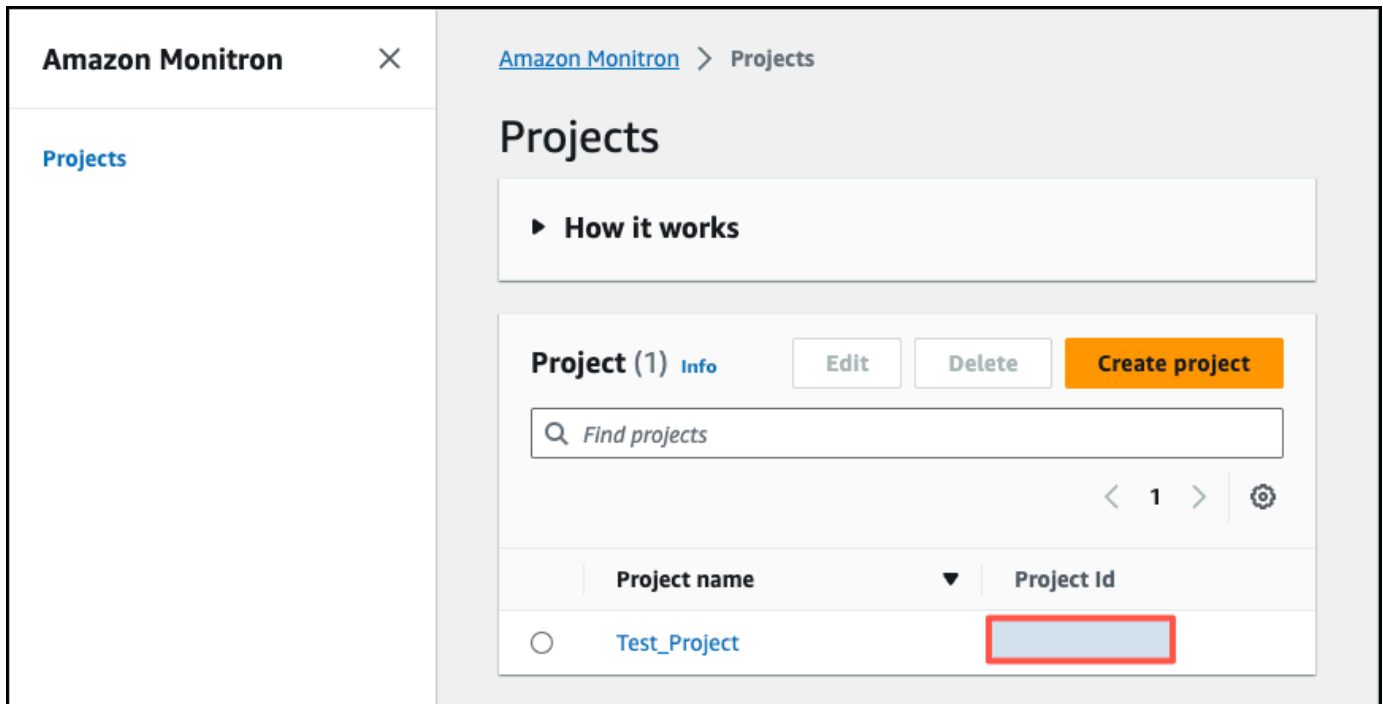 Amazon Monitron
Projects
Amazon Monitron > Projects
Projects
How it works
Project (1) Info
Edit
Delete
Create project
Find projects
1
Project name
Project Id
Test_Project